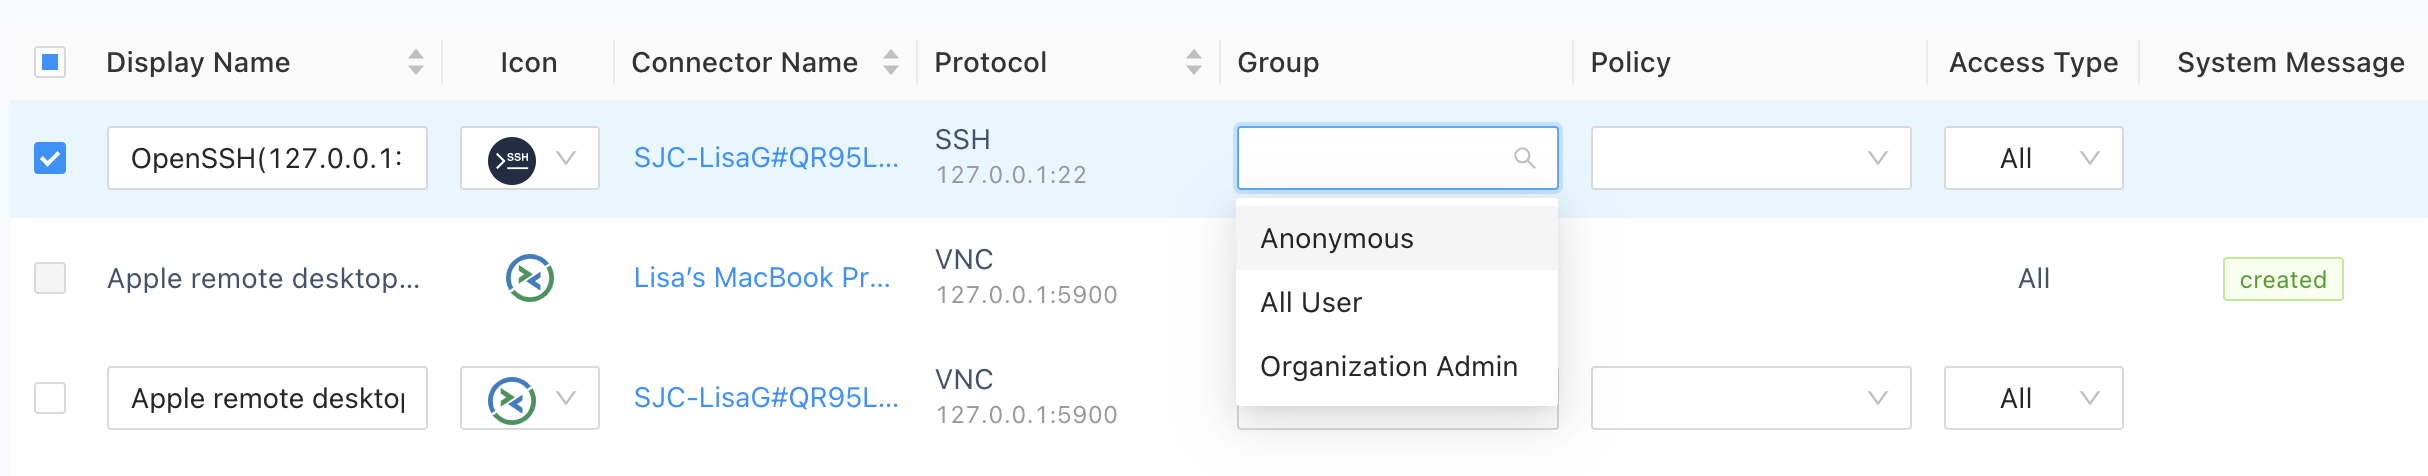 Display Name Icon Connector Name Protocol Group Policy Access Type System Message
OpenSSH(127.0.0.1: >SSH SJC-LisaG#QR95L... SSH All
127.0.0.1:22
Anonymous
Apple remote desktop... Lisa’s MacBook Pr... VNC All created
127.0.0.1:5900
All User
Organization Admin
Apple remote desktop SJC-LisaG#QR95L... VNC All
127.0.0.1:5900